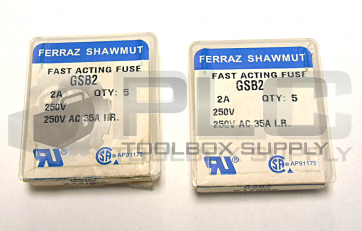 FERRAZ SHAWMUT
FAST ACTING FUSE
GSB2
2A QTY: 5
250V
250V AC 35A I.R.
AP91175
FERRAZ SHAWMUT
FAST ACTING FUSE
GSB2
2A QTY: 5
250V
250V AC 35A I.R.
AP91175
PLC
TOOLBOX SUPPLY